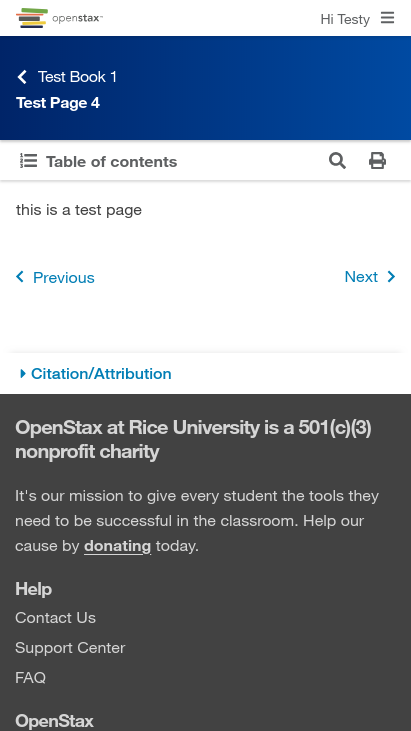 openstax™
Hi Testy
Test Book 1
Test Page 4
Table of contents
this is a test page
Previous
Next
Citation/Attribution
OpenStax at Rice University is a 501(c)(3)
nonprofit charity
It's our mission to give every student the tools they
need to be successful in the classroom. Help our
cause by donating today.
Help
Contact Us
Support Center
FAQ
OpenStax